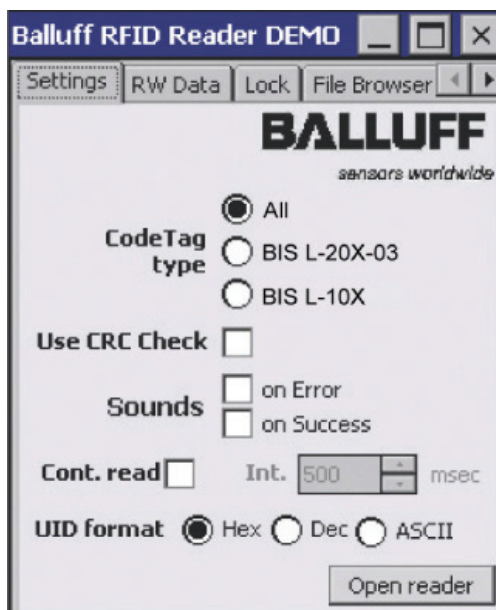 Balluff RFID Reader DEMO
Settings RW Data Lock File Browser
BALLUFF
sensors worldwide
CodeTag type
All
BIS L-20X-03
BIS L-10X
Use CRC Check
Sounds
on Error
on Success
Cont. read Int. 500 msec
UID format Hex Dec ASCII
Open reader